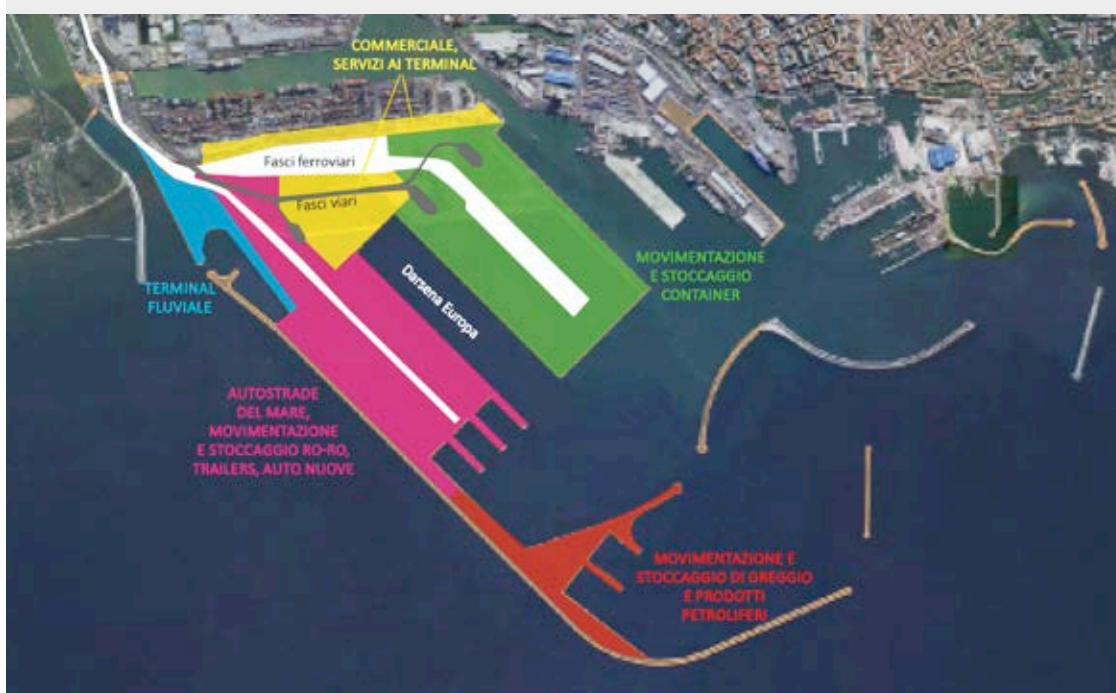 COMMERCIALE,
SERVIZI AI TERMINAL
Fasci ferroviari
Fasci viari
MOVIMENTAZIONE
E STOCCAGGIO
CONTAINER
TERMINAL
FLUVIALE
Darsena Europa
AUTOSTRADE
DEL MARE,
MOVIMENTAZIONE
E STOCCAGGIO RO-RO,
TRAILERS, AUTO NUOVE
MOVIMENTAZIONE E
STOCCAGGIO DI GREGGIO
E PRODOTTI
PETROLIFERI